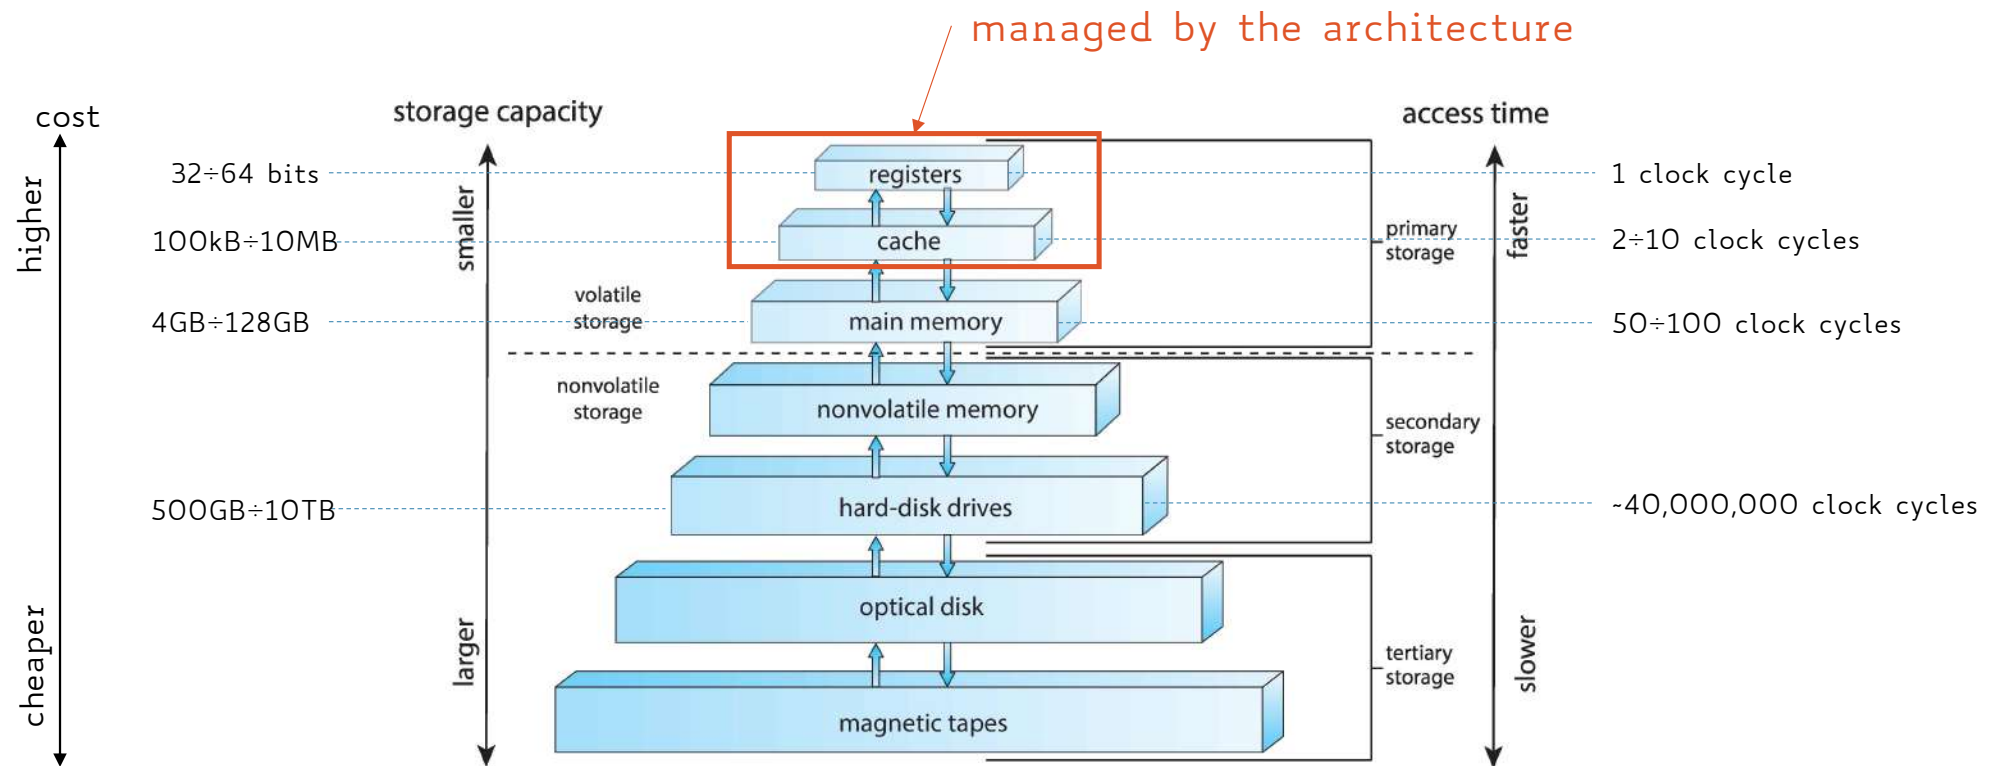 managed by the architecture
cost
storage capacity
access time
higher
cheaper
smaller
larger
faster
slower
32÷64 bits
registers
1 clock cycle
100kB÷10MB
cache
primary
storage
2÷10 clock cycles
volatile
storage
4GB÷128GB
main memory
50÷100 clock cycles
nonvolatile
storage
nonvolatile memory
secondary
storage
500GB÷10TB
hard-disk drives
~40,000,000 clock cycles
optical disk
tertiary
storage
magnetic tapes